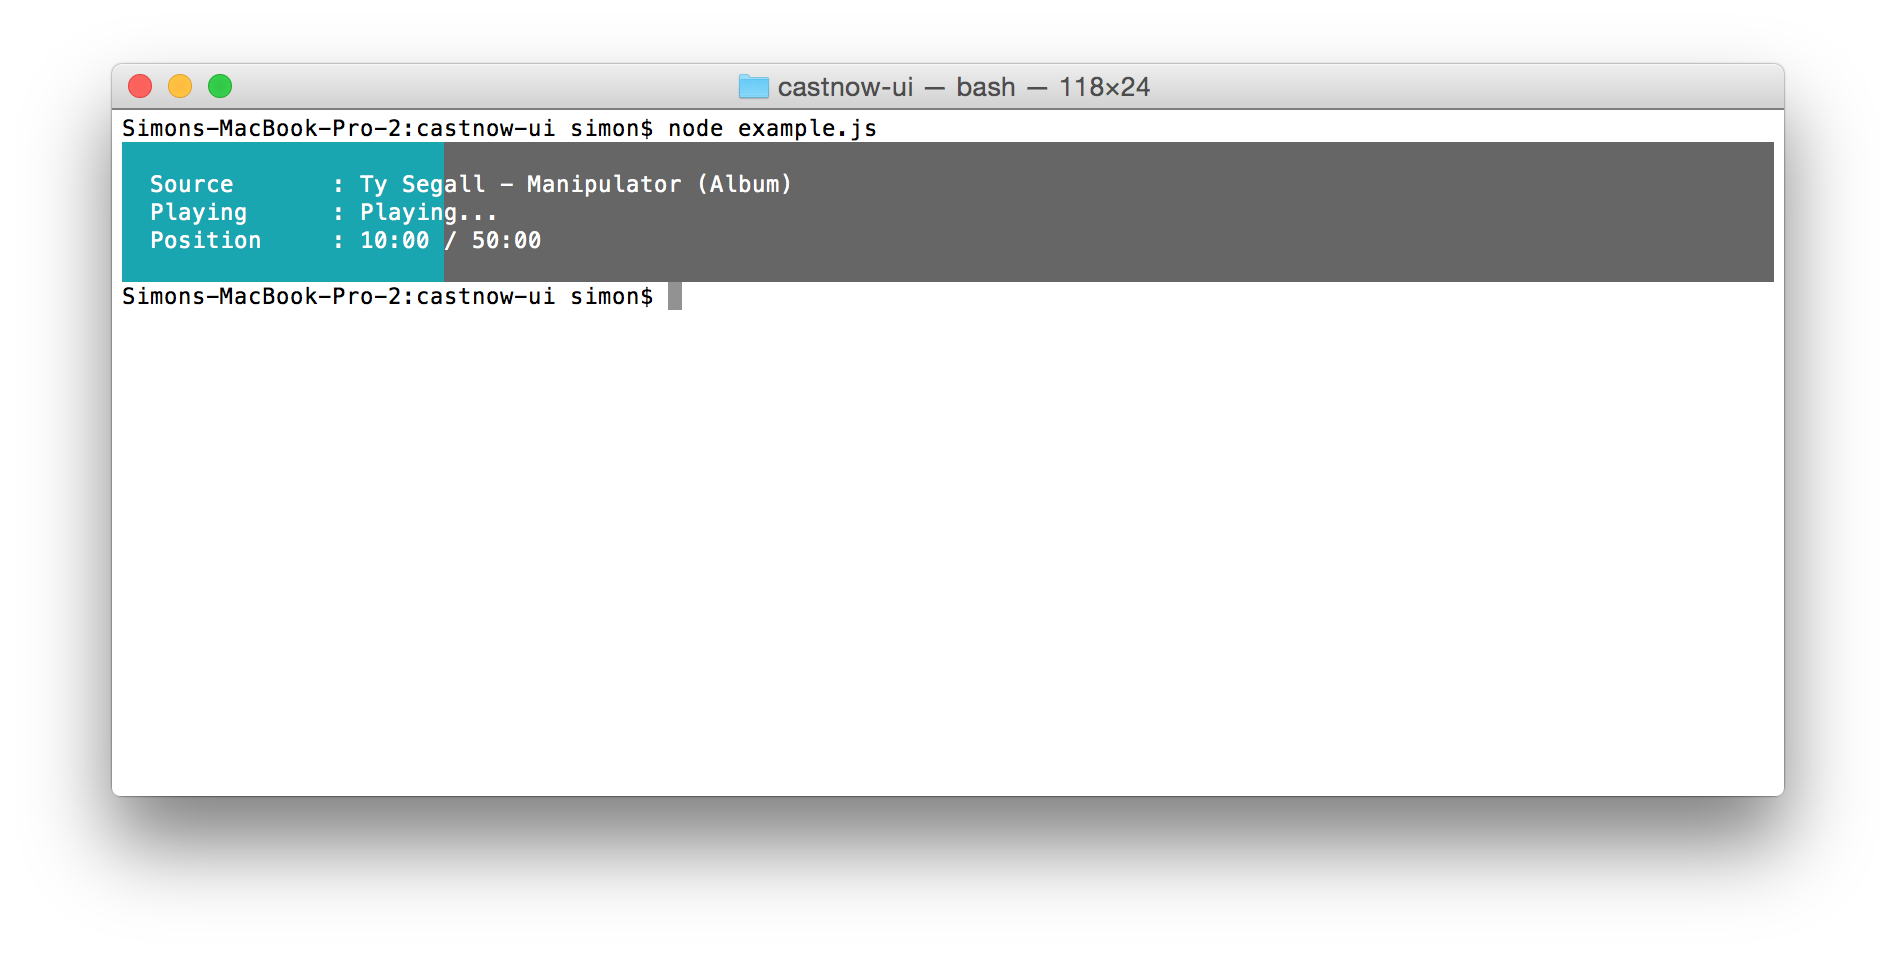 castnow-ui — bash — 118×24
Simons-MacBook-Pro-2:castnow-ui simon$ node example.js
Source : Ty Segall - Manipulator (Album)
Playing : Playing...
Position : 10:00 / 50:00
Simons-MacBook-Pro-2:castnow-ui simon$